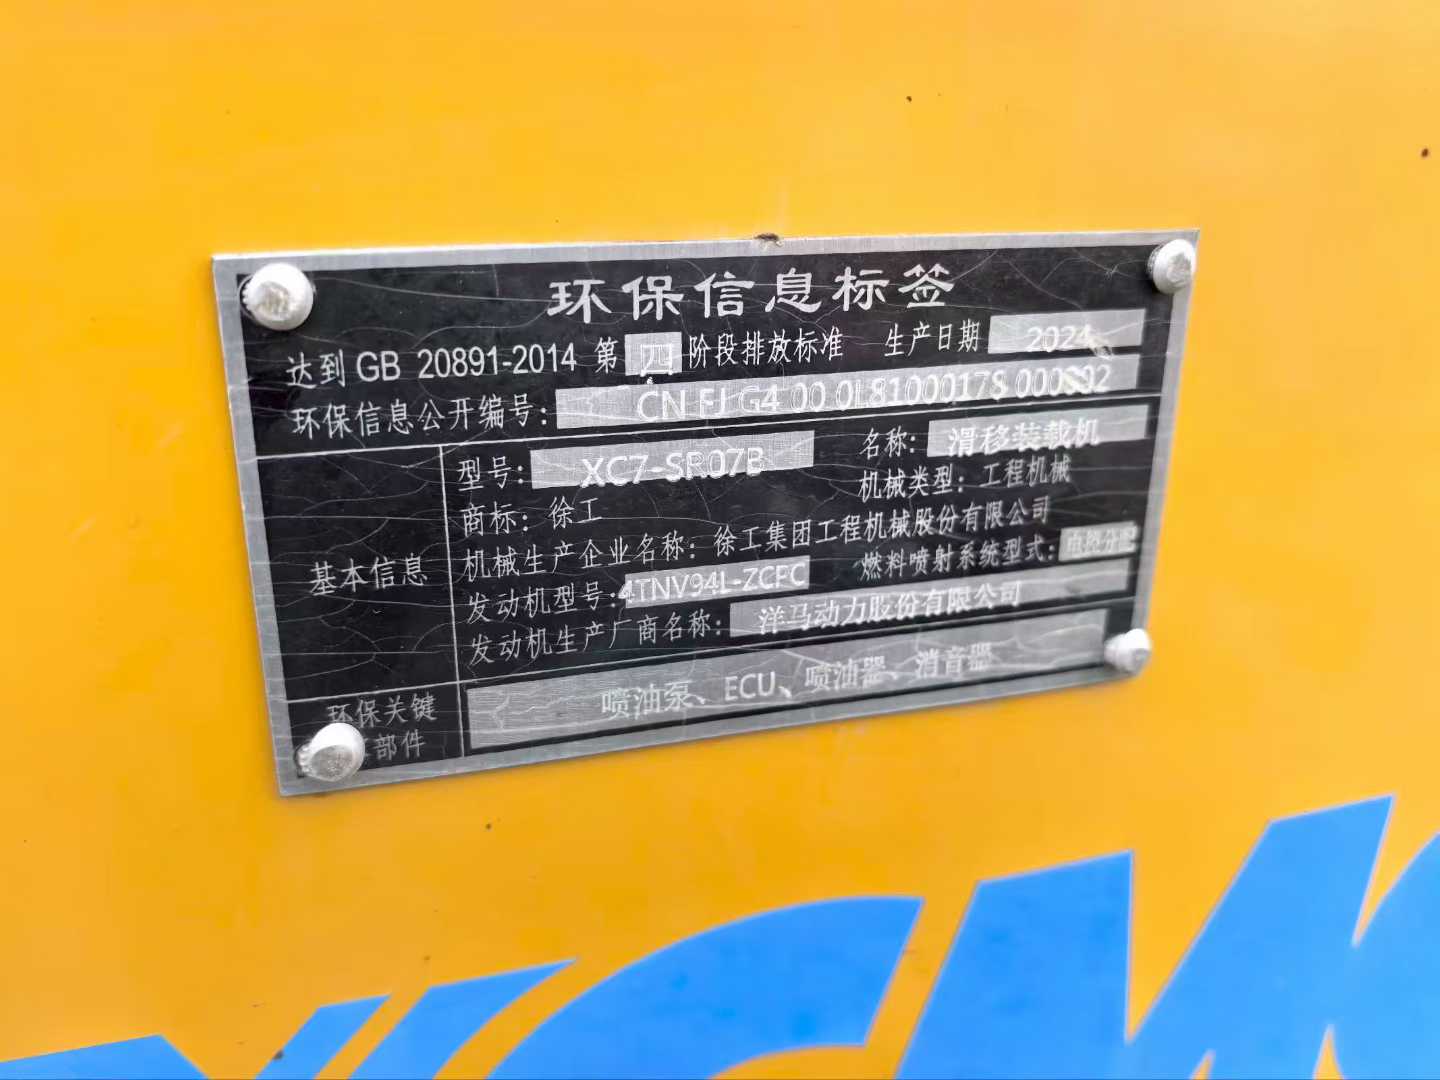 环保信息标签
达到 GB 20891-2014 第 四 阶段排放标准 生产日期 2024
环保信息公开编号: CN FJ G4 00 0L81000178 000002
基本信息
型号: XC7-SR07B 名称: 滑移装载机
商标: 徐工 机械类型: 工程机械
机械生产企业名称: 徐工集团工程机械股份有限公司
发动机型号: 4TNV94L-ZCFC 燃料喷射系统型式: 电控分配
发动机生产厂商名称: 洋马动力股份有限公司
环保关键
部件
喷油泵、ECU、喷油器、消音器
XCM